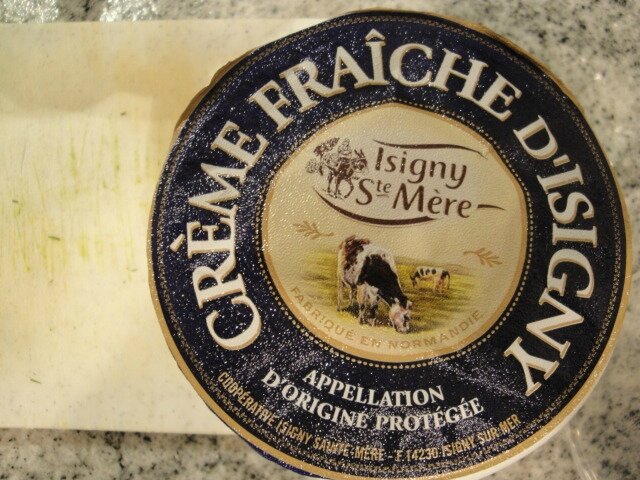 CRÈME FRAÎCHE D'ISIGNY
Isigny
Ste Mère
FABRIQUÉ EN NORMANDIE
APPELLATION
D'ORIGINE PROTÉGÉE
COOPÉRATIVE ISIGNY SAINTE-MÈRE - F.14230 ISIGNY SUR MER